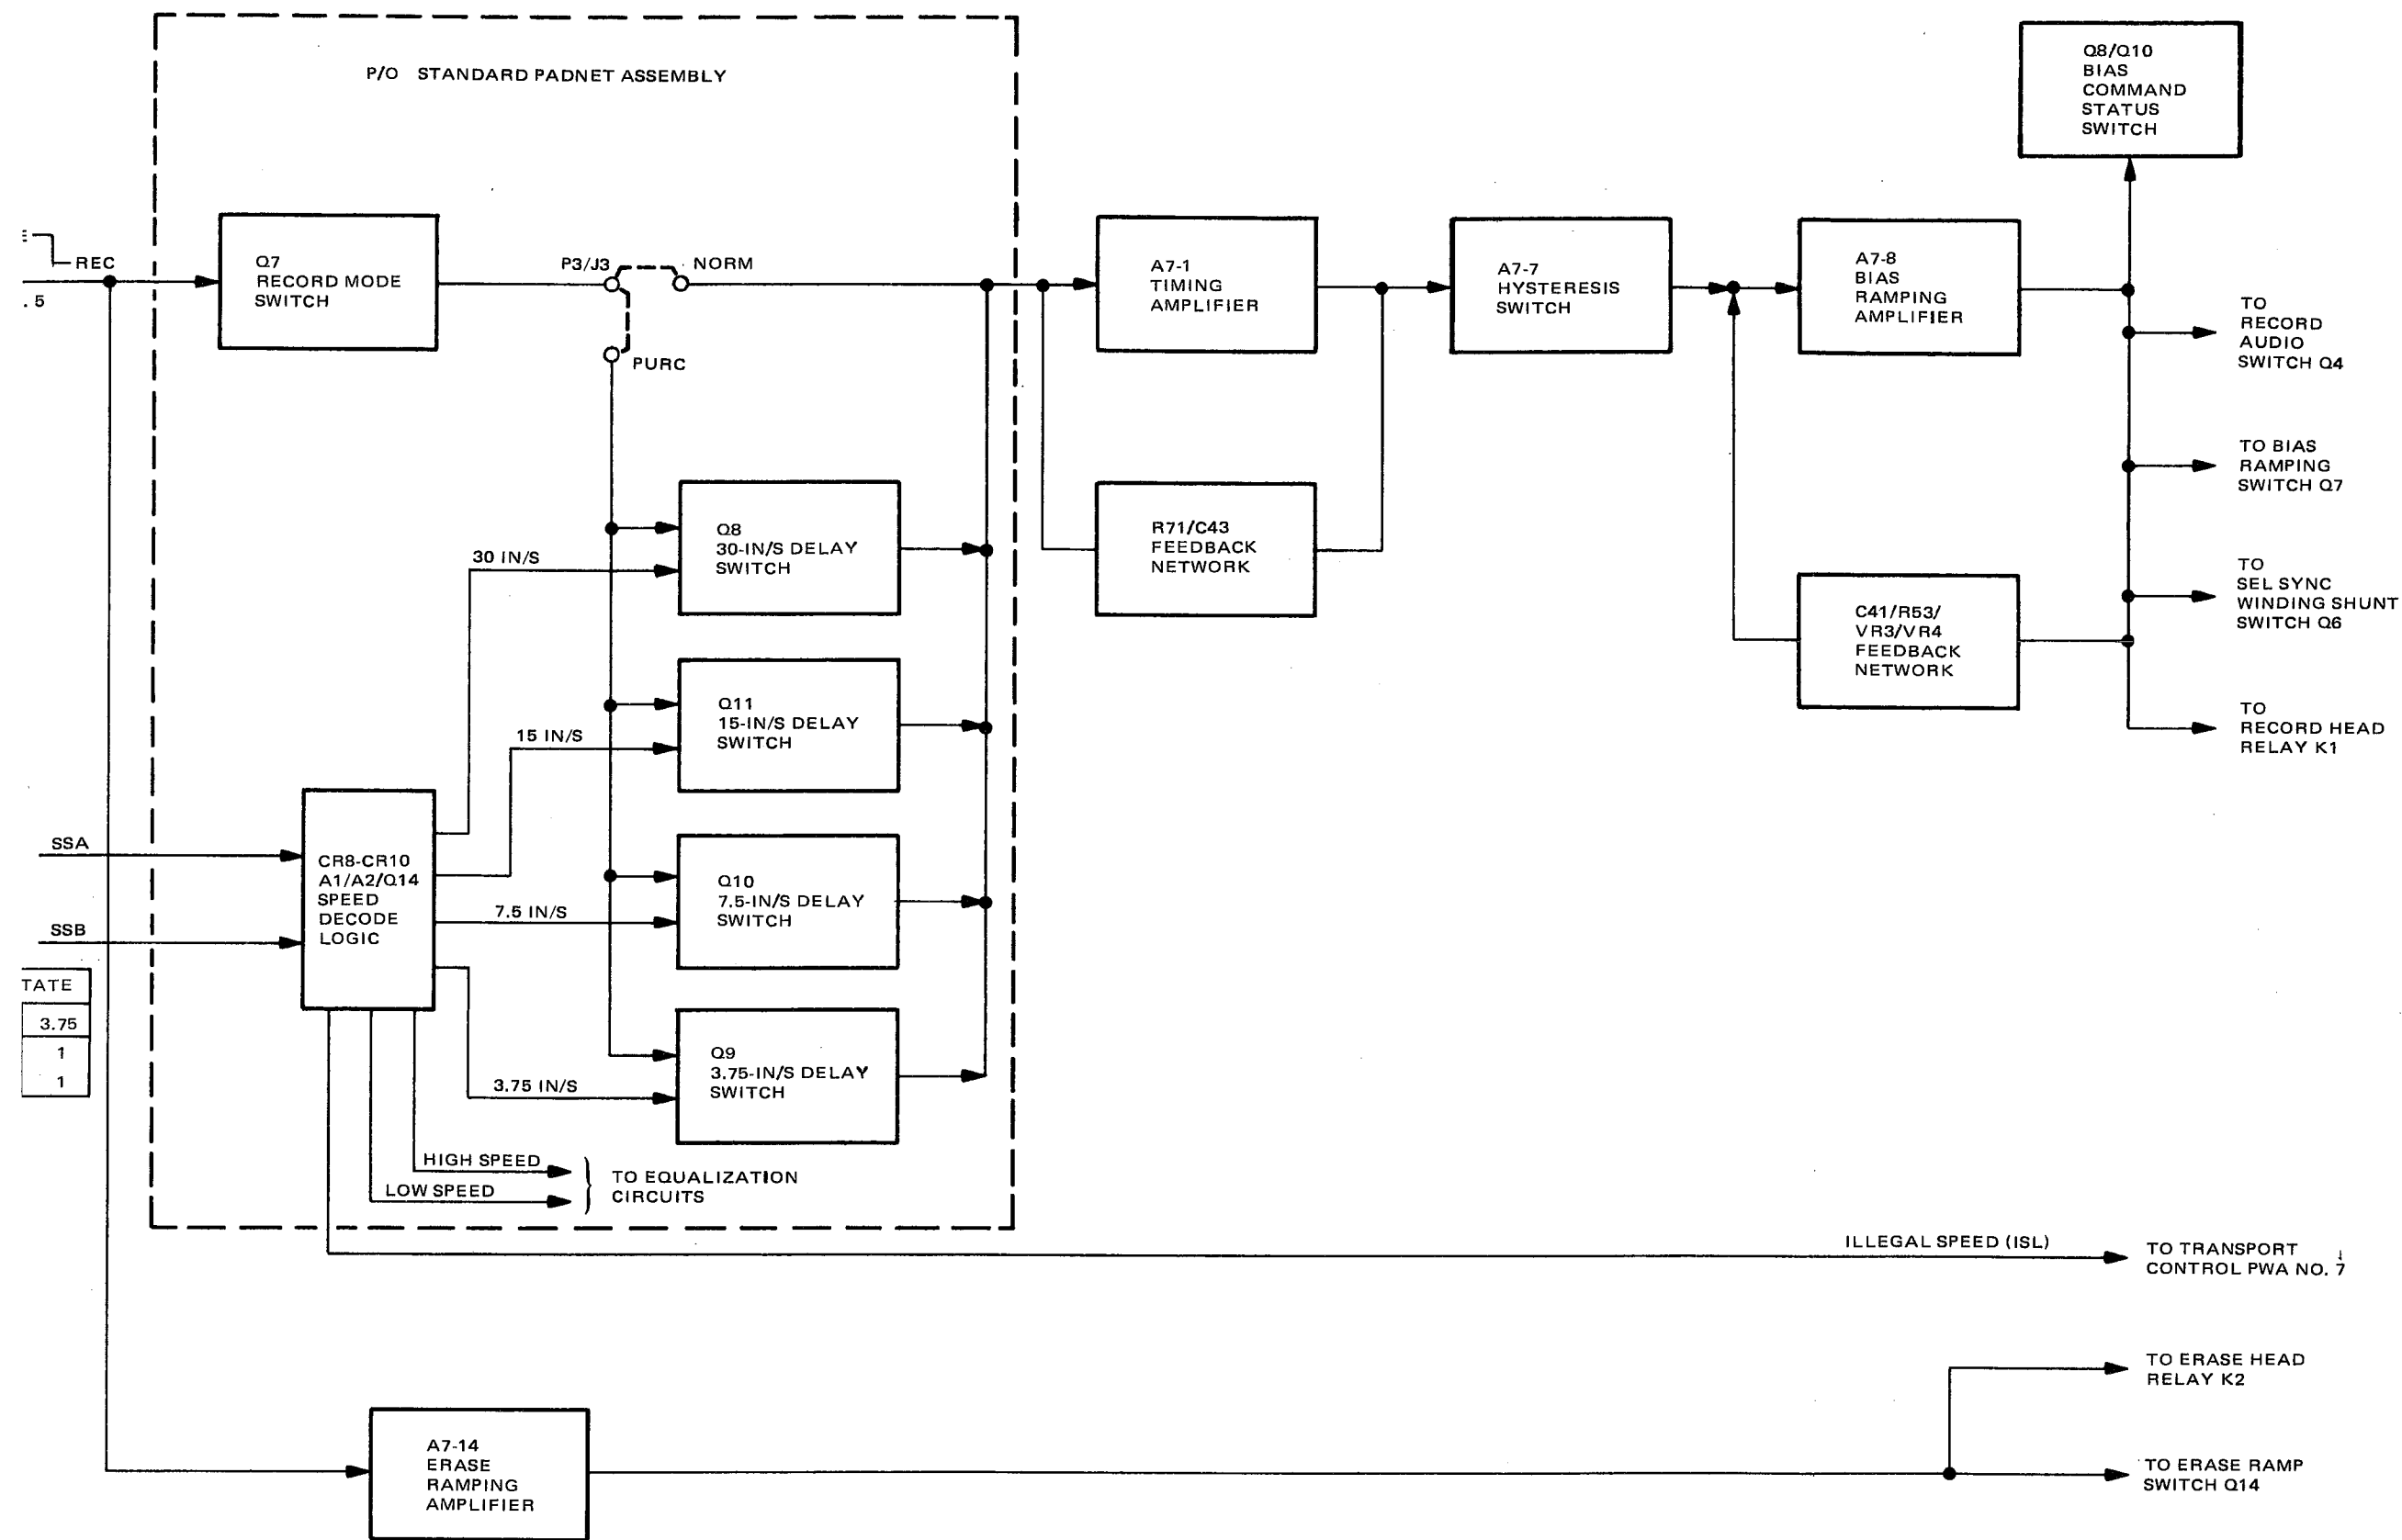 P/O STANDARD PADNET ASSEMBLY
Q8/Q10
BIAS
COMMAND
STATUS
SWITCH
REC
. 5
Q7
RECORD MODE
SWITCH
P3/J3
NORM
PURC
A7-1
TIMING
AMPLIFIER
A7-7
HYSTERESIS
SWITCH
A7-8
BIAS
RAMPING
AMPLIFIER
TO
RECORD
AUDIO
SWITCH Q4
TO BIAS
RAMPING
SWITCH Q7
TO
SEL SYNC
WINDING SHUNT
SWITCH Q6
TO
RECORD HEAD
RELAY K1
R71/C43
FEEDBACK
NETWORK
C41/R53/
VR3/VR4
FEEDBACK
NETWORK
30 IN/S
Q8
30-IN/S DELAY
SWITCH
15 IN/S
Q11
15-IN/S DELAY
SWITCH
7.5 IN/S
Q10
7.5-IN/S DELAY
SWITCH
3.75 IN/S
Q9
3.75-IN/S DELAY
SWITCH
SSA
SSB
CR8-CR10
A1/A2/Q14
SPEED
DECODE
LOGIC
TATE
3.75
1
1
HIGH SPEED
LOW SPEED
TO EQUALIZATION
CIRCUITS
ILLEGAL SPEED (ISL)
TO TRANSPORT
CONTROL PWA NO. 7
TO ERASE HEAD
RELAY K2
A7-14
ERASE
RAMPING
AMPLIFIER
TO ERASE RAMP
SWITCH Q14